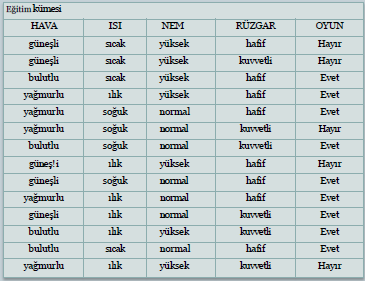 Eğitim kümesi
HAVA ISI NEM RÜZGAR OYUN
güneşli sıcak yüksek hafif Hayır
güneşli sıcak yüksek kuvvetli Hayır
bulutlu sıcak yüksek hafif Evet
yağmurlu ılık yüksek hafif Evet
yağmurlu soğuk normal hafif Evet
yağmurlu soğuk normal kuvvetli Hayır
bulutlu soğuk normal kuvvetli Evet
güneş!i ılık yüksek hafif Hayır
güneşli soğuk normal hafif Evet
yağmurlu ılık normal hafif Evet
güneşli ılık normal kuvvetli Evet
bulutlu ılık yüksek kuvvetli Evet
bulutlu sıcak normal hafif Evet
yağmurlu ılık yüksek kuvvetli Hayır